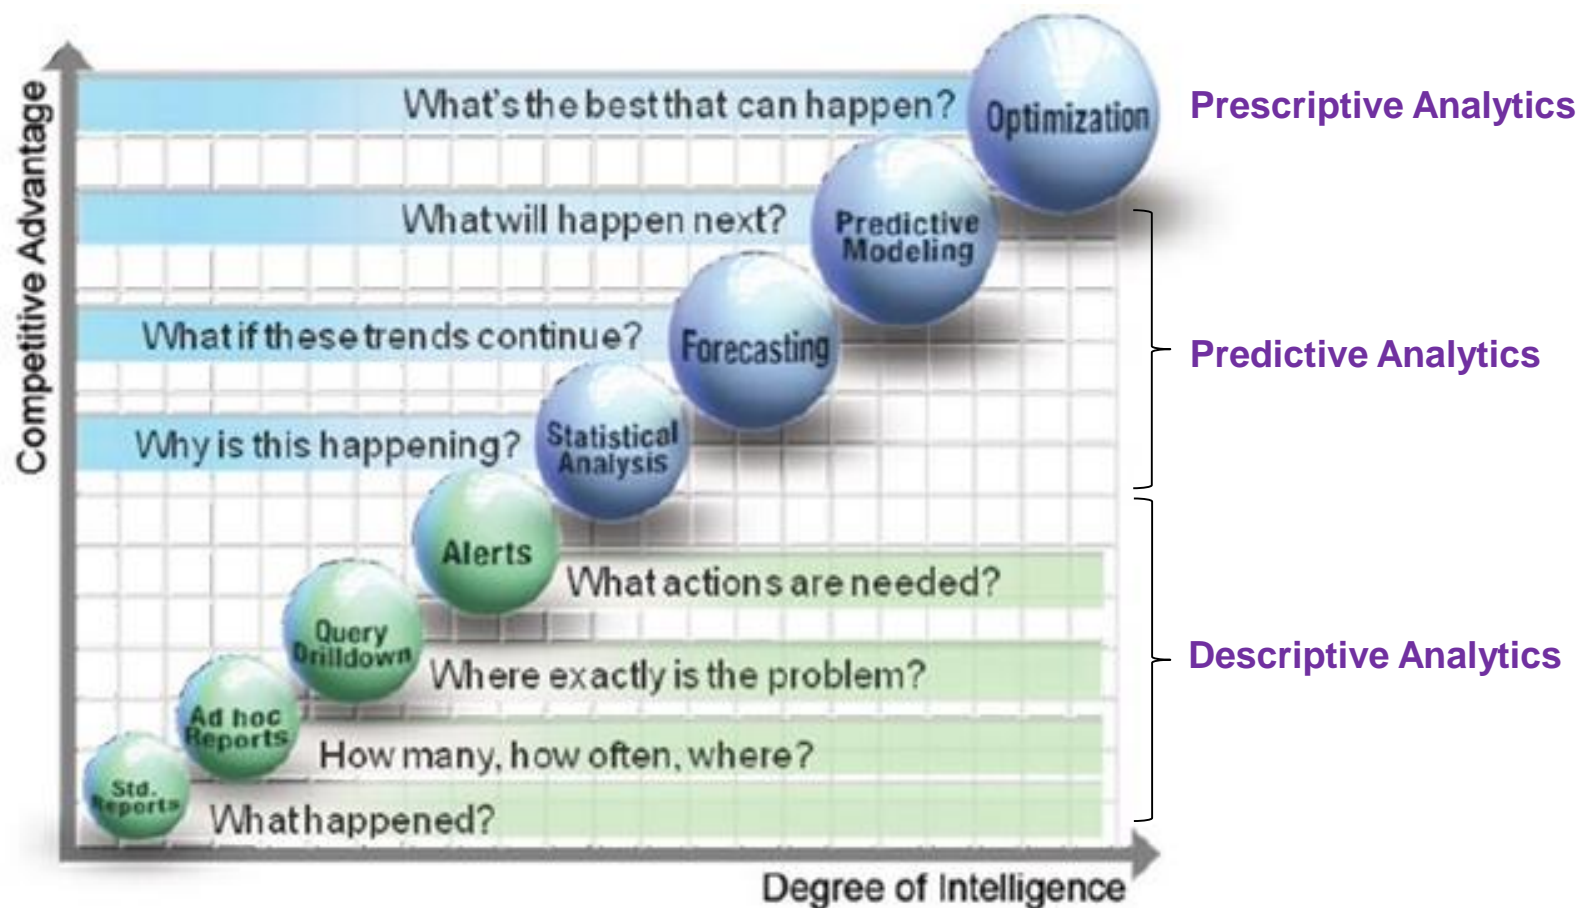 Competitive Advantage
What's the best that can happen?
Optimization
Prescriptive Analytics
What will happen next?
Predictive
Modeling
What if these trends continue?
Forecasting
Predictive Analytics
Why is this happening?
Statistical
Analysis
Alerts
What actions are needed?
Query
Drilldown
Where exactly is the problem?
Descriptive Analytics
Ad hoc
Reports
How many, how often, where?
Std.
Reports
What happened?
Degree of Intelligence